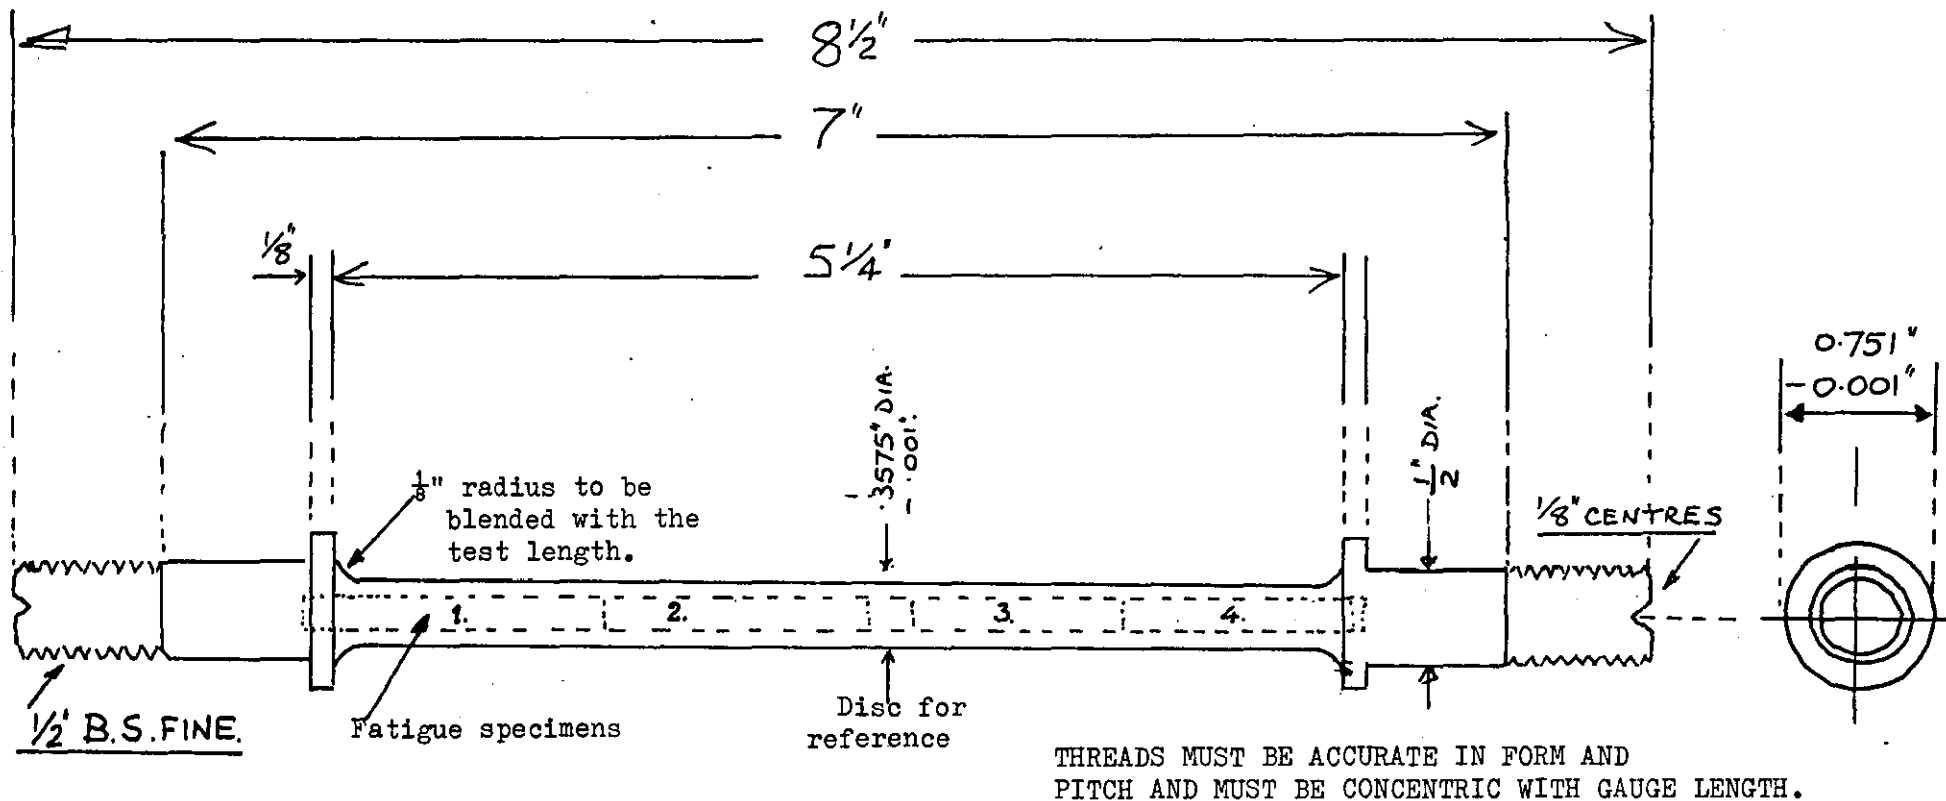 8½"
7"
⅛"
5¼"
0.751"
-0.001"
.3575" DIA.
-.001".
½" DIA.
⅛" radius to be
blended with the
test length.
⅛" CENTRES
1. 2. 3. 4.
½" B.S. FINE.
Fatigue specimens
Disc for
reference
THREADS MUST BE ACCURATE IN FORM AND
PITCH AND MUST BE CONCENTRIC WITH GAUGE LENGTH.